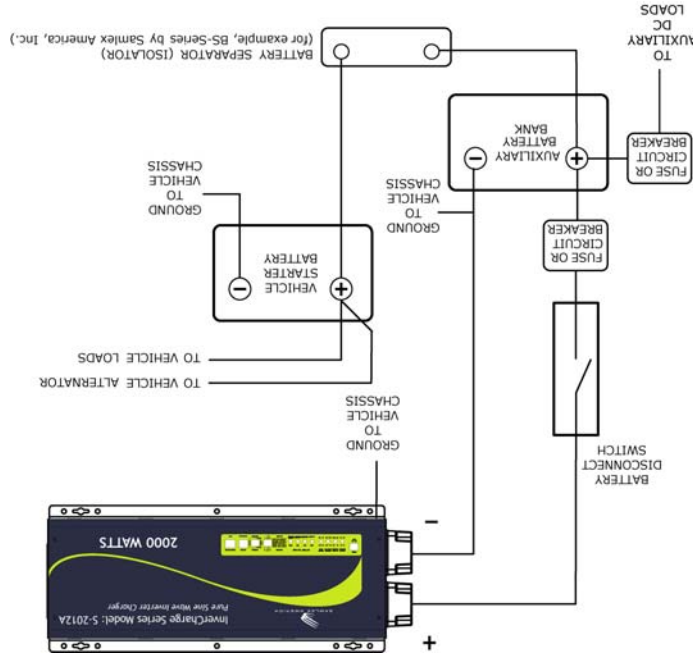 +
SAMLEX AMERICA
InverCharge Series Model: S-2012A
Pure Sine Wave Inverter Charger
2000 WATTS
−
BATTERY
DISCONNECT
SWITCH
GROUND
TO
VEHICLE
CHASSIS
TO VEHICLE ALTERNATOR
TO VEHICLE LOADS
+
VEHICLE
STARTER
BATTERY
−
GROUND
TO
VEHICLE
CHASSIS
FUSE OR
CIRCUIT
BREAKER
GROUND
TO
VEHICLE
CHASSIS
FUSE OR
CIRCUIT
BREAKER
+
AUXILIARY
BATTERY
BANK
−
TO
AUXILIARY
DC
LOADS
BATTERY SEPARATOR (ISOLATOR)
(for example, BS-Series by Samlex America, Inc.)